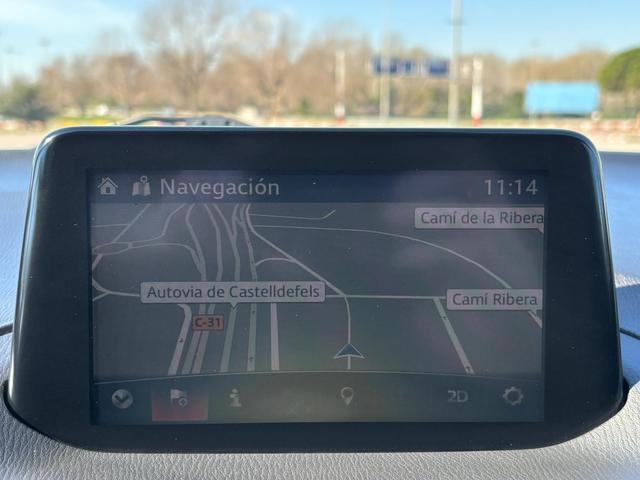 Navegación
11:14
Camí de la Ribera
Autovia de Castelldefels
Camí Ribera
C-31
2D